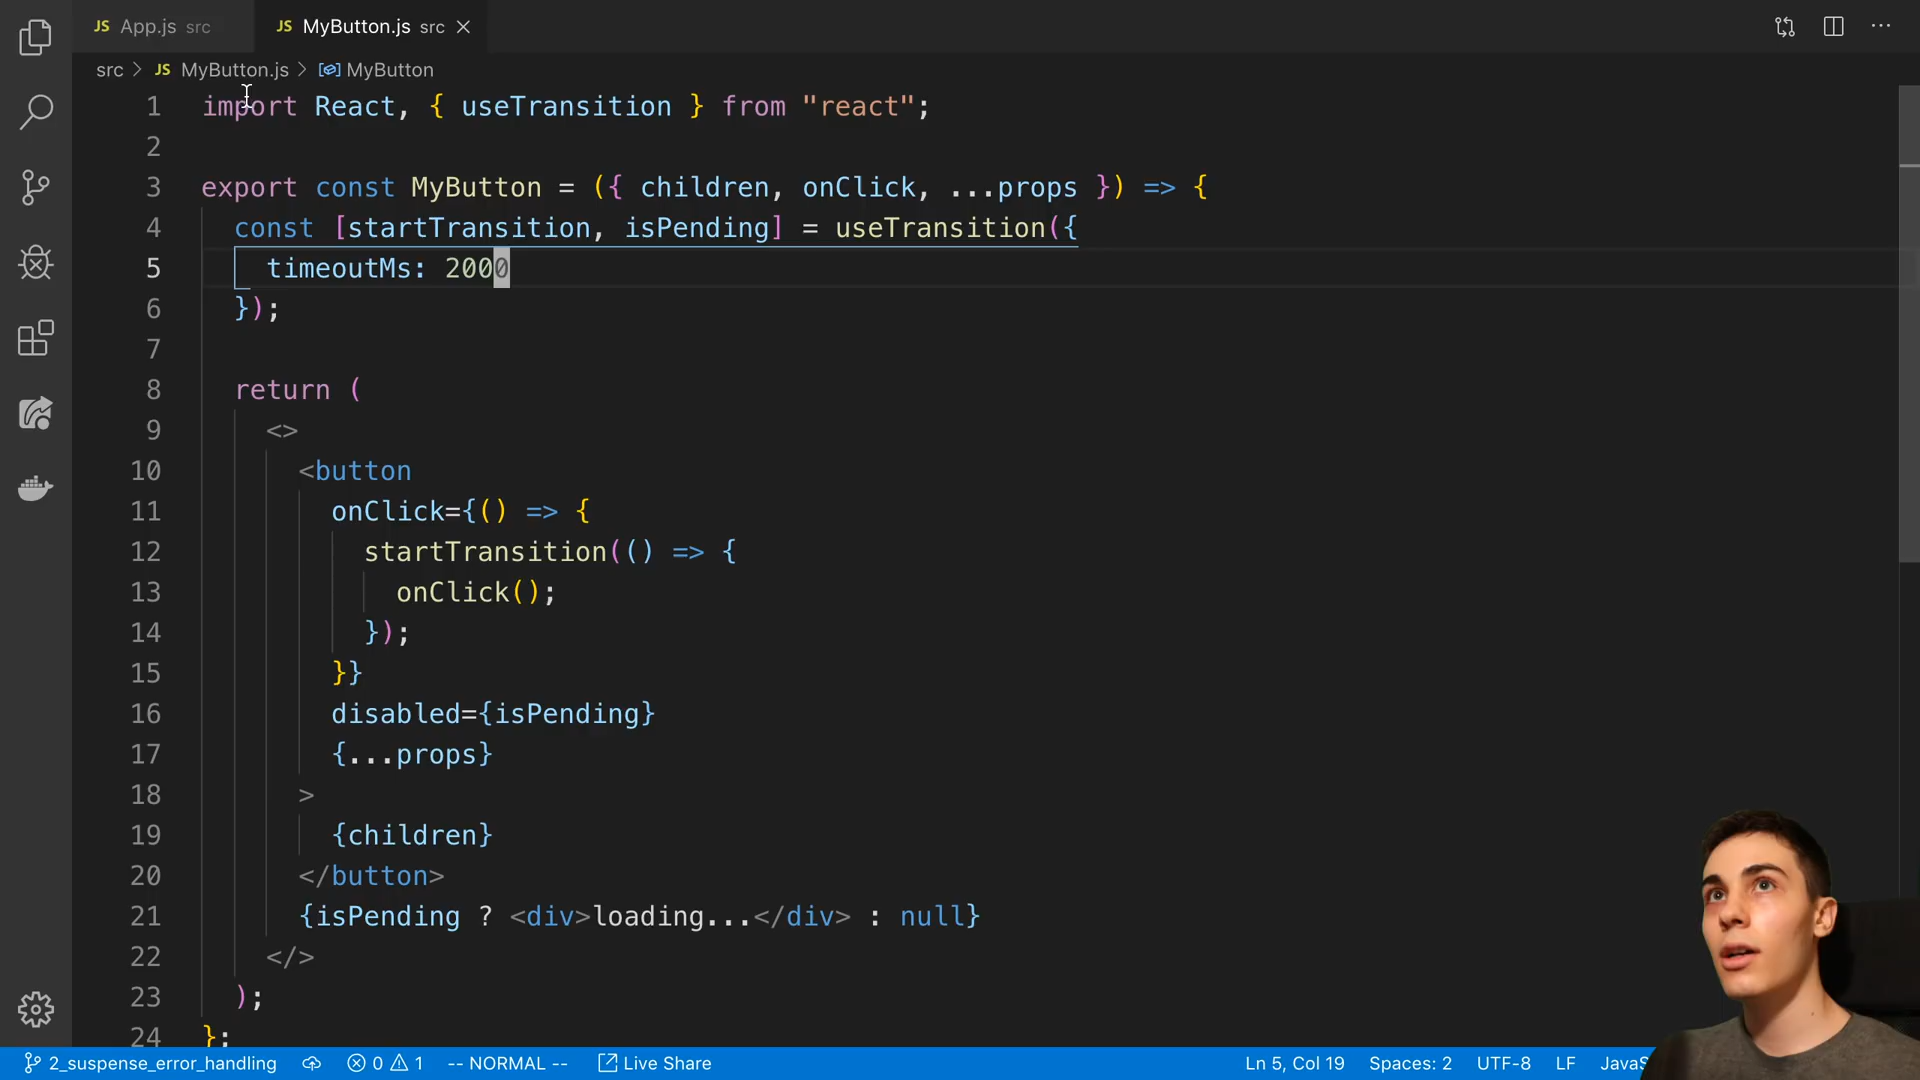 JS App.js src
JS MyButton.js src
src > JS MyButton.js > MyButton
1 import React, { useTransition } from "react";
2
3 export const MyButton = ({ children, onClick, ...props }) => {
4 const [startTransition, isPending] = useTransition({
5 timeoutMs: 2000
6 });
7
8 return (
9 <>
10 <button
11 onClick={() => {
12 startTransition(() => {
13 onClick();
14 });
15 }}
16 disabled={isPending}
17 {...props}
18 >
19 {children}
20 </button>
21 {isPending ? <div>loading...</div> : null}
22 </>
23 );
24 };
2_suspense_error_handling 0 1 -- NORMAL -- Live Share Ln 5, Col 19 Spaces: 2 UTF-8 LF JavaS